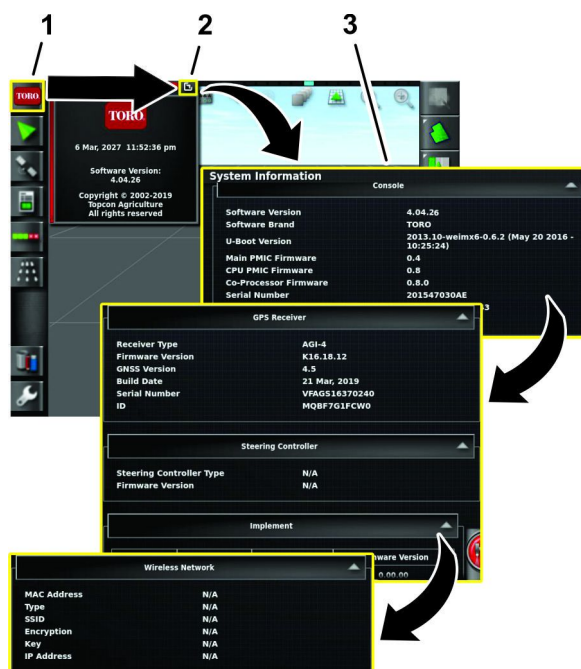 1
2
3
TORO
TORO
6 Mar, 2027 11:52:36 pm
Software Version:
4.04.26
Copyright © 2002-2019
Topcon Agriculture
All rights reserved
System Information
Console
Software Version 4.04.26
Software Brand TORO
U-Boot Version 2013.10-weimx6-0.6.2 (May 20 2016 -
10:25:24)
Main PMIC Firmware 0.4
CPU PMIC Firmware 0.8
Co-Processor Firmware 0.8.0
Serial Number 201547030AE
GPS Receiver
Receiver Type AGI-4
Firmware Version K16.18.12
GNSS Version 4.5
Build Date 21 Mar, 2019
Serial Number VFAGS16370240
ID MQBF7G1FCW0
Steering Controller
Steering Controller Type N/A
Firmware Version N/A
Implement
Version
0.00.00
Wireless Network
MAC Address N/A
Type N/A
SSID N/A
Encryption N/A
Key N/A
IP Address N/A